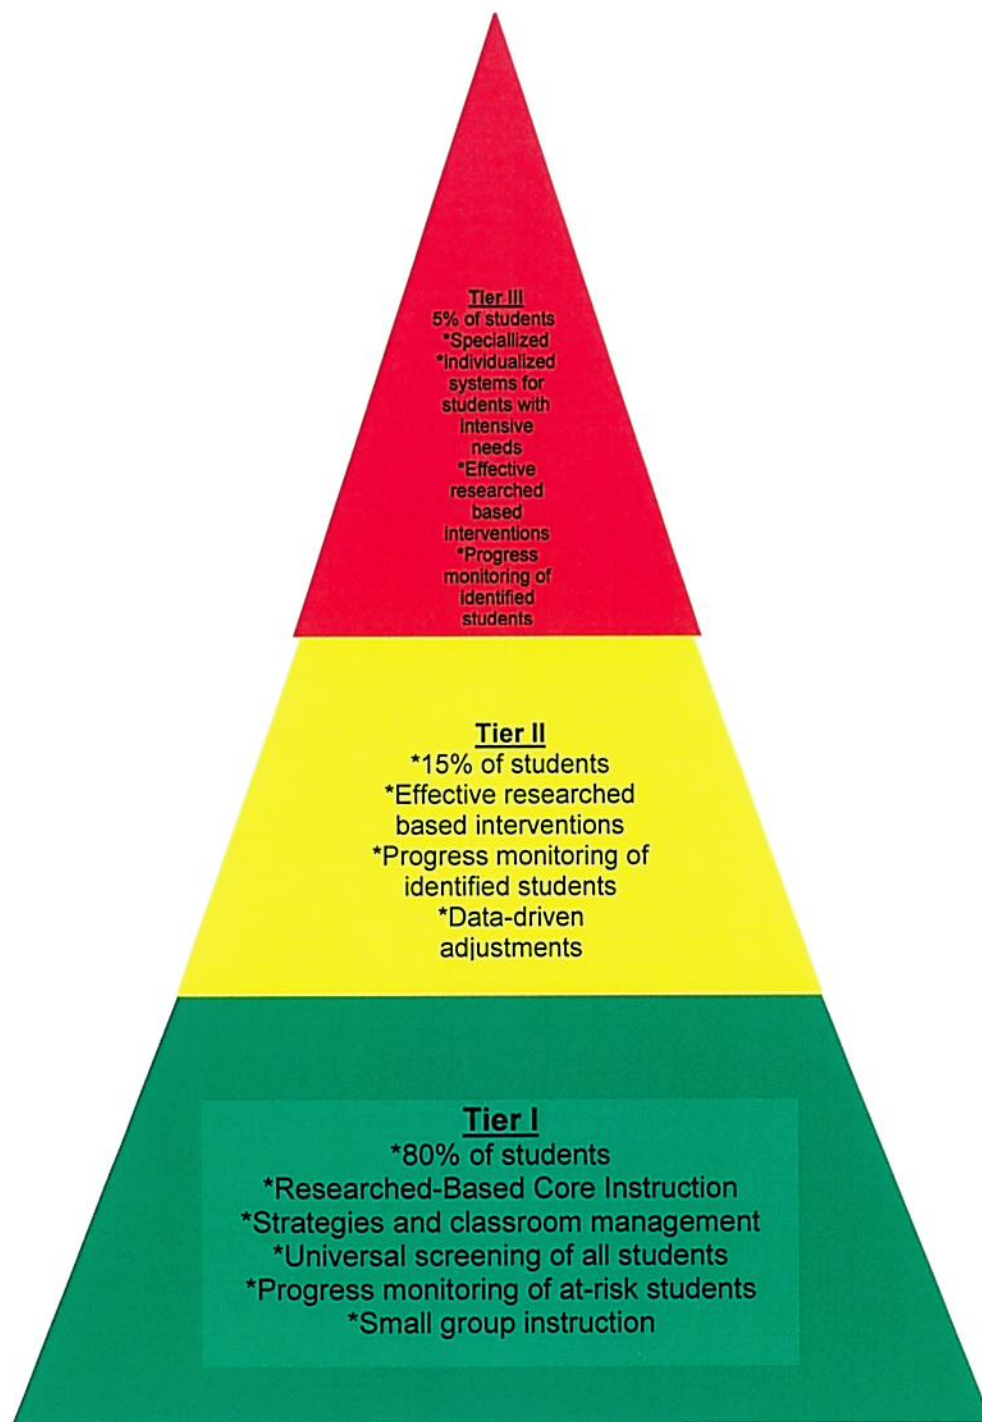 Tier III
5% of students
*Speciallized
*Individualized
systems for
students with
intensive
needs
*Effective
researched
based
interventions
*Progress
monitoring of
identified
students
Tier II
*15% of students
*Effective researched
based interventions
*Progress monitoring of
identified students
*Data-driven
adjustments
Tier I
*80% of students
*Researched-Based Core Instruction
*Strategies and classroom management
*Universal screening of all students
*Progress monitoring of at-risk students
*Small group instruction